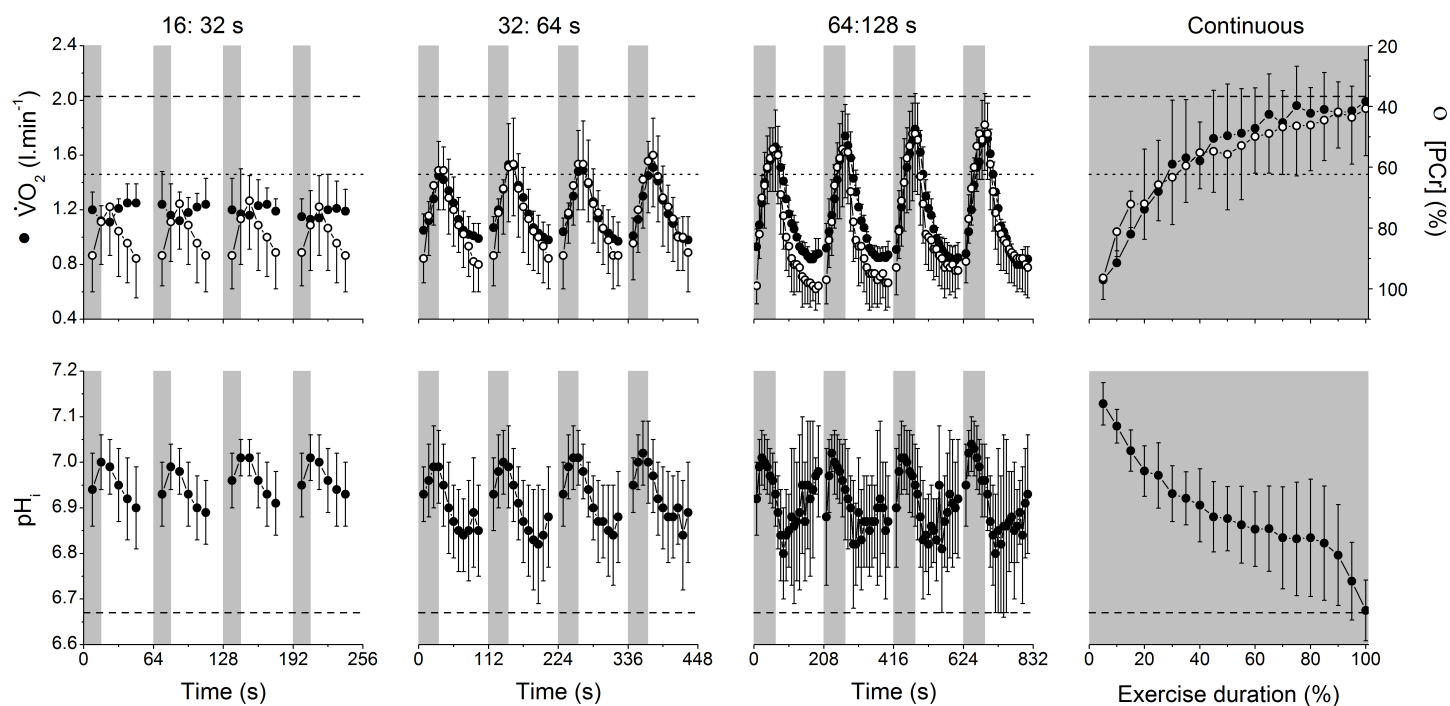 16: 32 s
32: 64 s
64:128 s
Continuous
2.4
2.0
1.6
1.2
0.8
0.4
● V̇O₂ (l.min⁻¹)
20
40
60
80
100
○ [PCr] (%)
7.2
7.1
7.0
6.9
6.8
6.7
6.6
pHᵢ
0 64 128 192 256
0 112 224 336 448
0 208 416 624 832
0 20 40 60 80 100
Time (s)
Time (s)
Time (s)
Exercise duration (%)